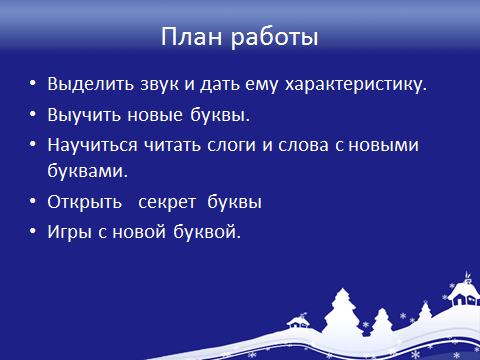 План работы
• Выделить звук и дать ему характеристику.
• Выучить новые буквы.
• Научиться читать слоги и слова с новыми
буквами.
• Открыть секрет буквы
• Игры с новой буквой.